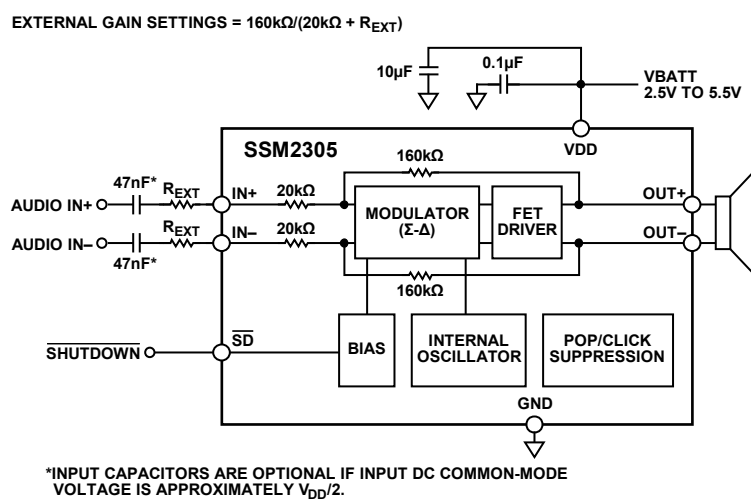 EXTERNAL GAIN SETTINGS = 160kΩ/(20kΩ + REXT)
10µF
0.1µF
VBATT
2.5V TO 5.5V
VDD
SSM2305
160kΩ
47nF*
REXT
IN+
20kΩ
OUT+
AUDIO IN+
MODULATOR
(Σ-Δ)
FET
DRIVER
AUDIO IN–
47nF*
REXT
IN–
20kΩ
OUT–
160kΩ
SHUTDOWN
SD
BIAS
INTERNAL
OSCILLATOR
POP/CLICK
SUPPRESSION
GND
*INPUT CAPACITORS ARE OPTIONAL IF INPUT DC COMMON-MODE
VOLTAGE IS APPROXIMATELY VDD/2.